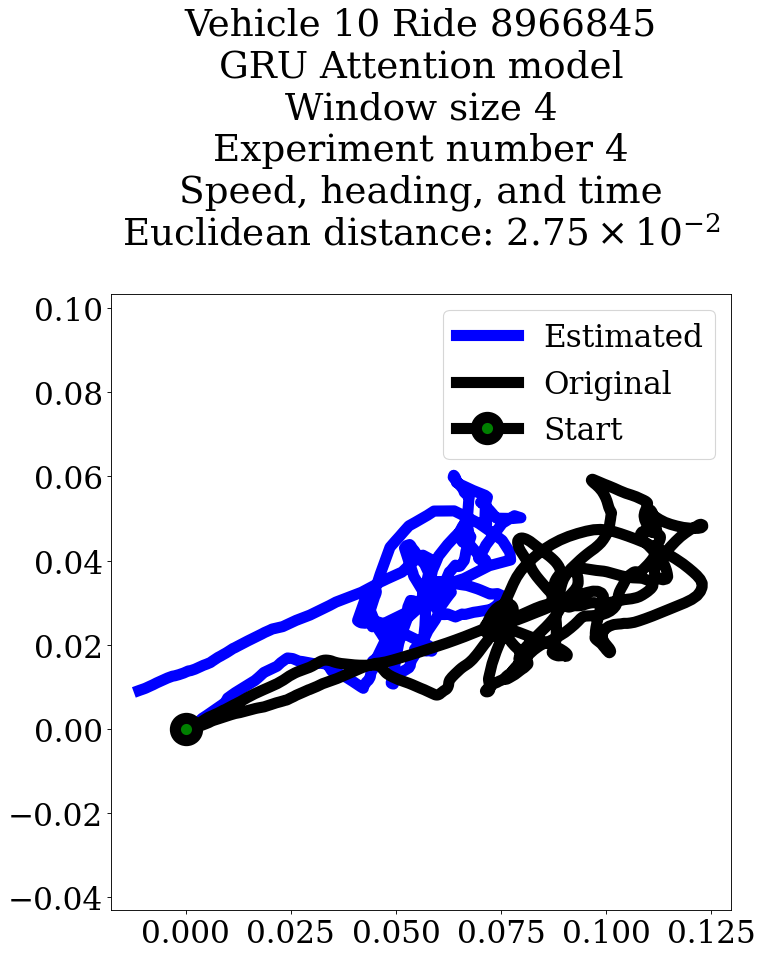 Vehicle 10 Ride 8966845
GRU Attention model
Window size 4
Experiment number 4
Speed, heading, and time
Euclidean distance: 2.75 × 10⁻²
Estimated
Original
Start
0.10
0.08
0.06
0.04
0.02
0.00
−0.02
−0.04
0.000 0.025 0.050 0.075 0.100 0.125